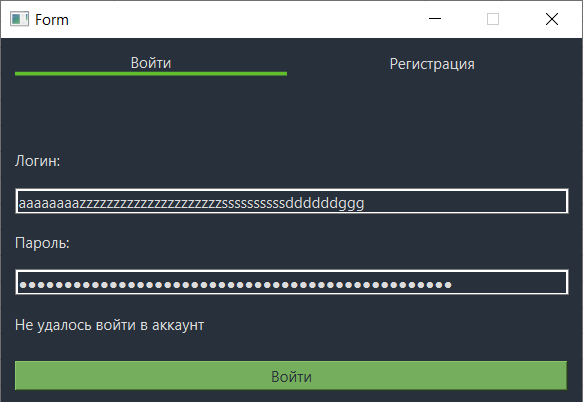 Form
Войти
Регистрация
Логин:
aaaaaaaazzzzzzzzzzzzzzzzzzzzzzssssssssssddddddggg
Пароль:
●●●●●●●●●●●●●●●●●●●●●●●●●●●●●●●●●●●●●●●●●●●●●●●●
Не удалось войти в аккаунт
Войти